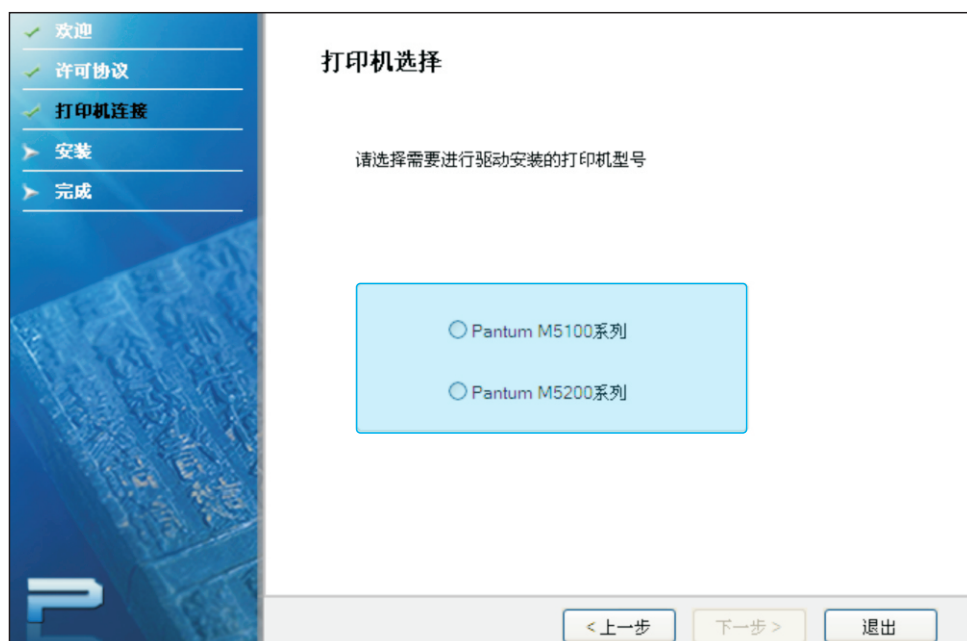 欢迎
许可协议
打印机连接
安装
完成
打印机选择
请选择需要进行驱动安装的打印机型号
Pantum M5100系列
Pantum M5200系列
<上一步
下一步>
退出